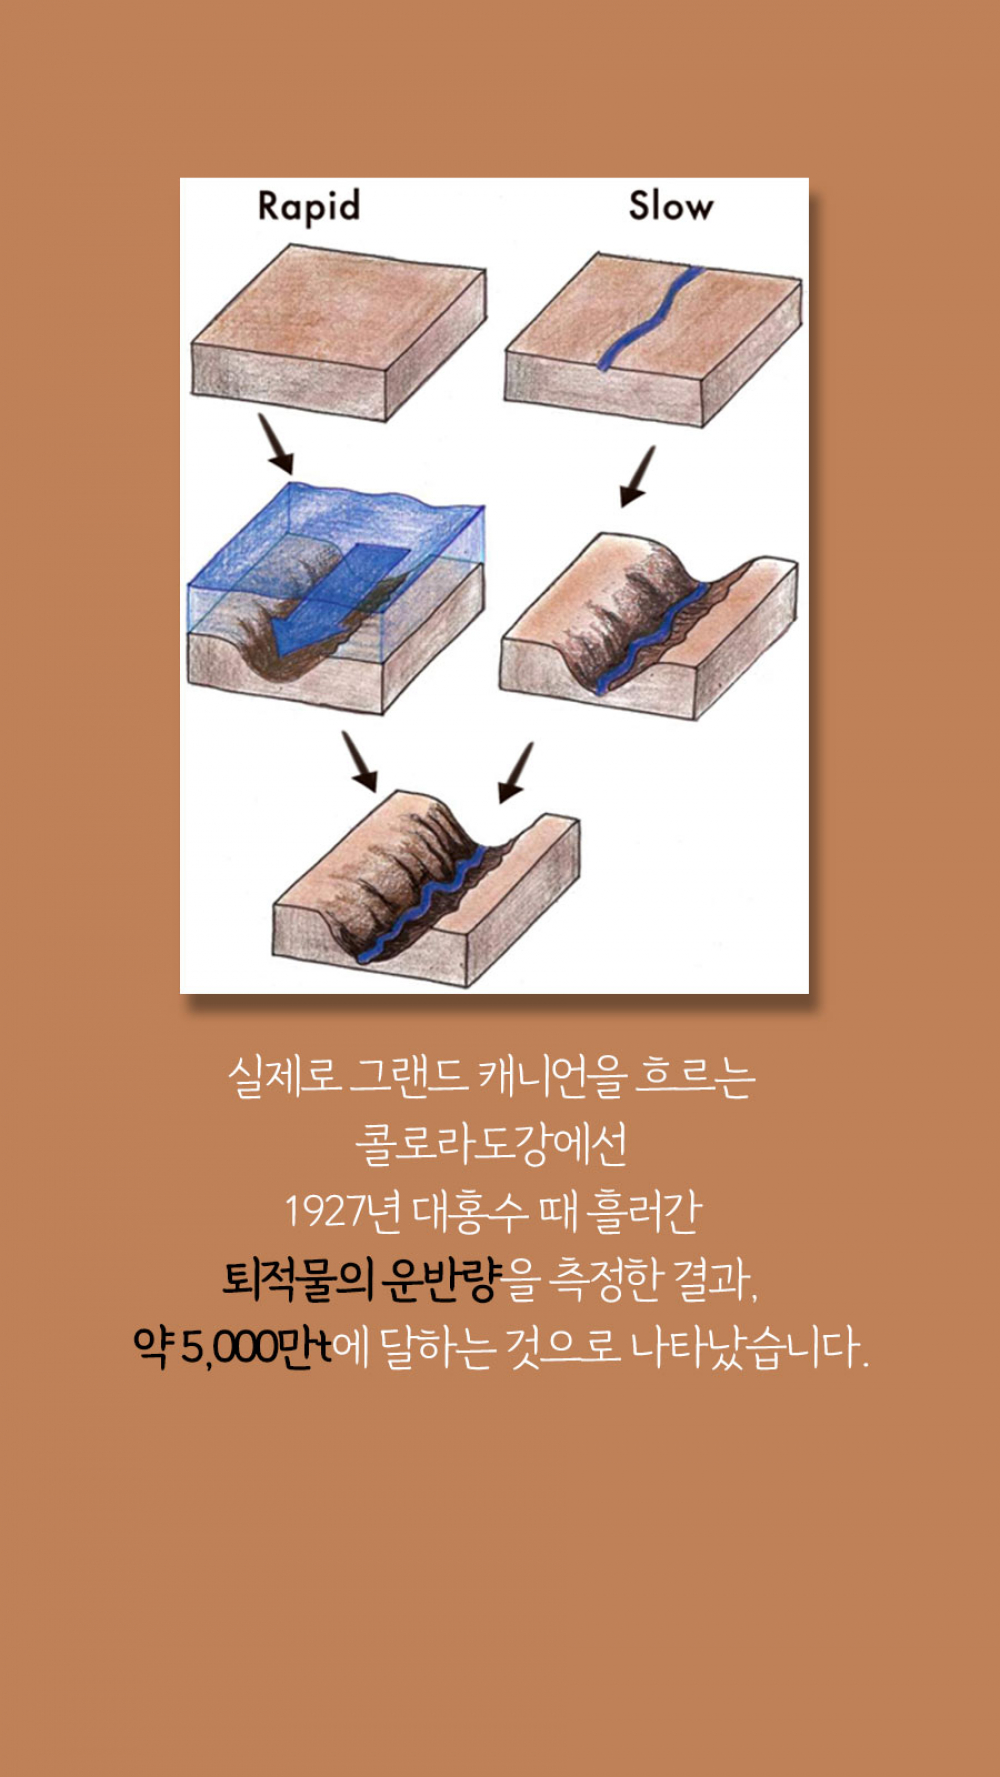 Rapid Slow
실제로 그랜드 캐니언을 흐르는
콜로라도강에선
1927년 대홍수 때 흘러간
퇴적물의 운반량을 측정한 결과,
약 5,000만t에 달하는 것으로 나타났습니다.